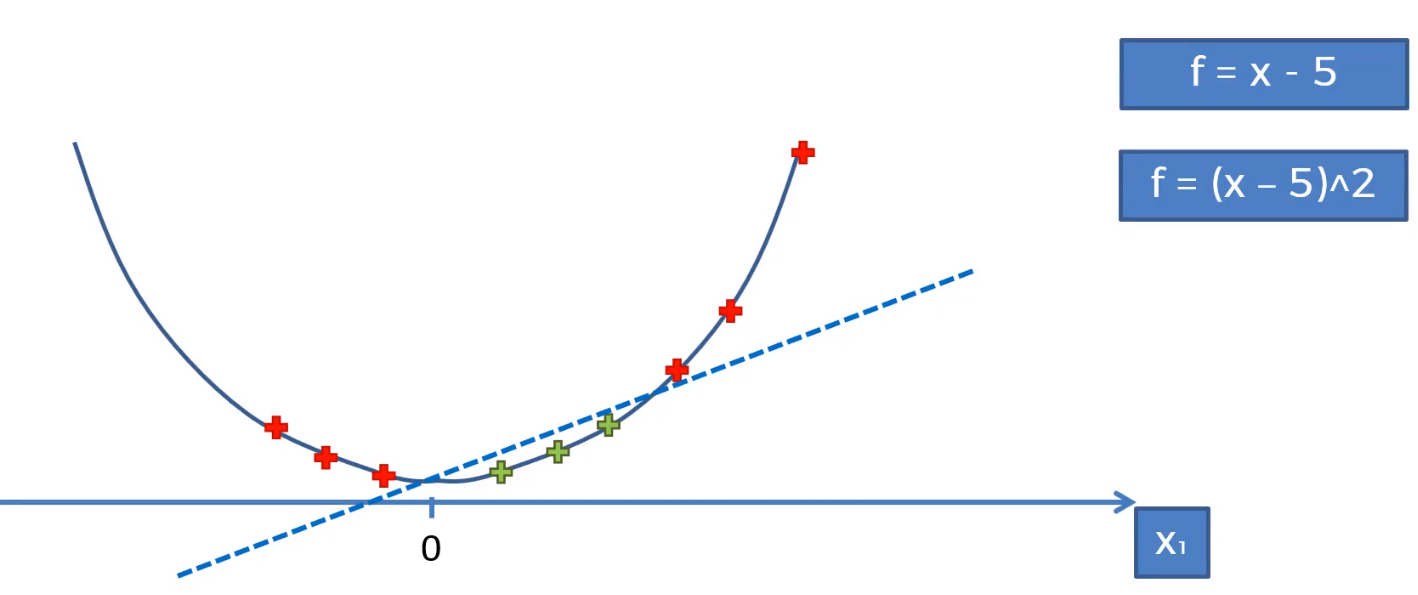 f = x - 5
f = (x – 5)^2
0
x₁